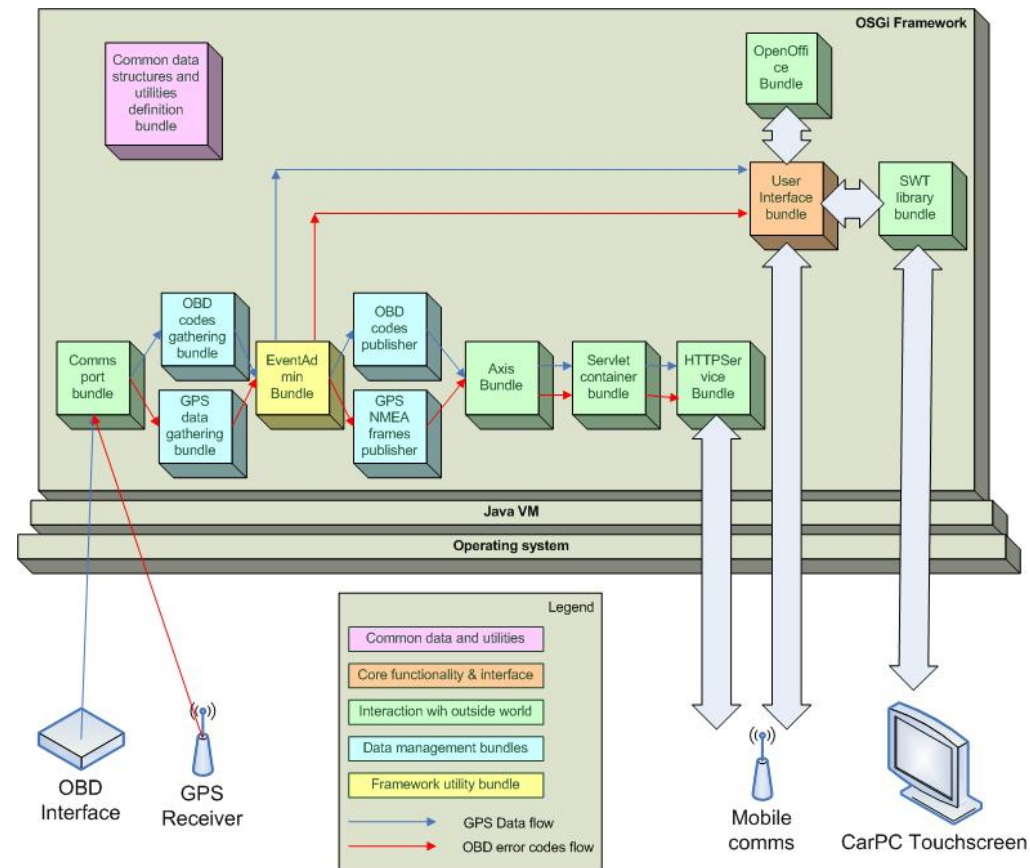 OSGi Framework
Common data
structures and
utilities
definition
bundle
OpenOffi
ce
Bundle
User
Interface
bundle
SWT
library
bundle
OBD
codes
gathering
bundle
OBD
codes
publisher
Comms
port
bundle
EventAd
min
Bundle
Axis
Bundle
Servlet
container
bundle
HTTPSer
vice
Bundle
GPS
data
gathering
bundle
GPS
NMEA
frames
publisher
Java VM
Operating system
Legend
Common data and utilities
Core functionality & interface
Interaction wih outside world
Data management bundles
Framework utility bundle
GPS Data flow
OBD error codes flow
OBD
Interface
GPS
Receiver
Mobile
comms
CarPC Touchscreen